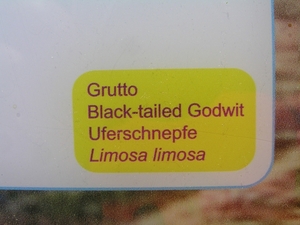 Grutto
Black-tailed Godwit
Uferschnepfe
Limosa limosa